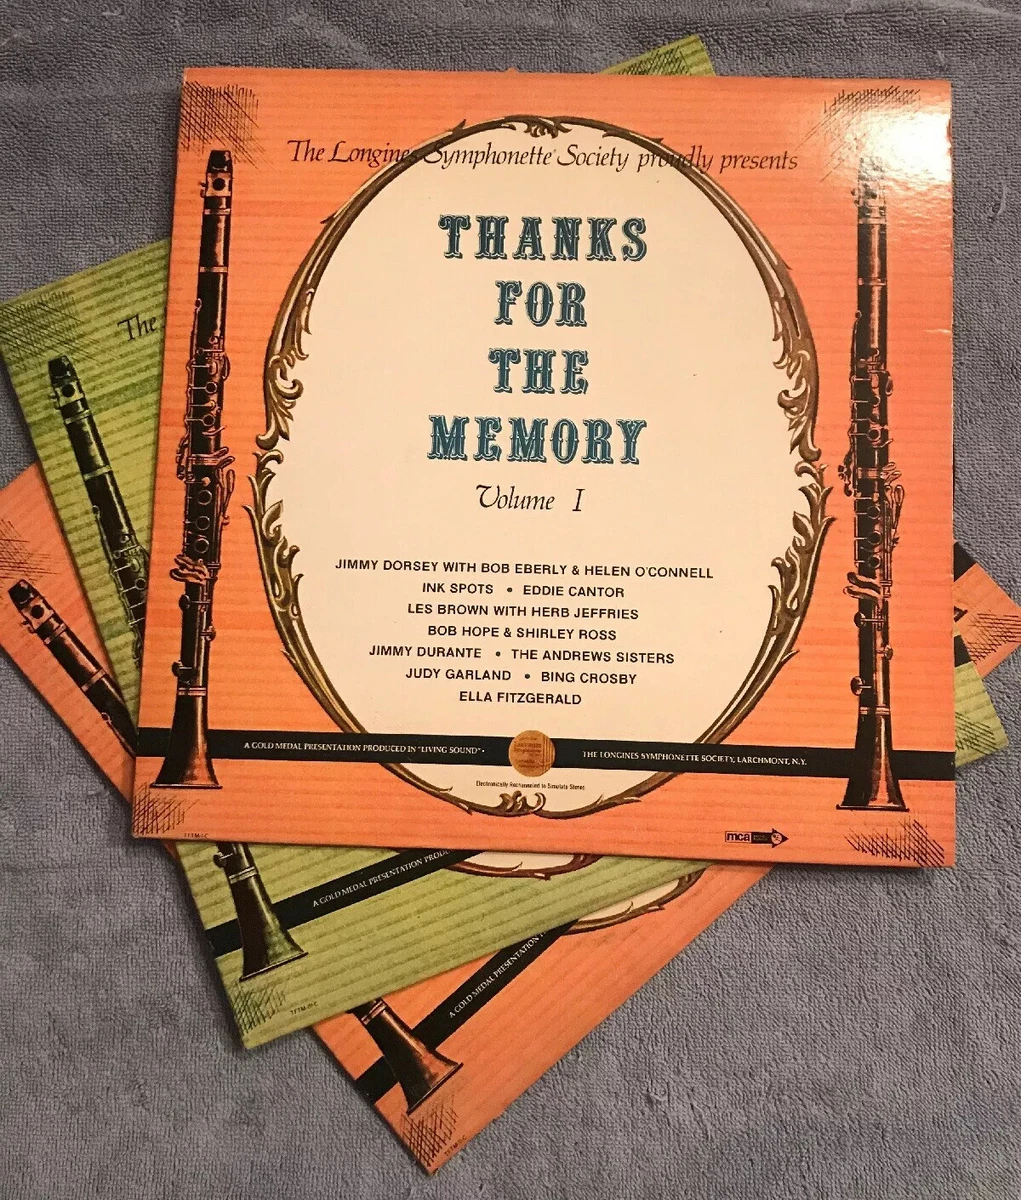 The Longines Symphonette Society proudly presents
THANKS
FOR
THE
MEMORY
Volume I
JIMMY DORSEY WITH BOB EBERLY & HELEN O'CONNELL
INK SPOTS • EDDIE CANTOR
LES BROWN WITH HERB JEFFRIES
BOB HOPE & SHIRLEY ROSS
JIMMY DURANTE • THE ANDREWS SISTERS
JUDY GARLAND • BING CROSBY
ELLA FITZGERALD
A GOLD MEDAL PRESENTATION PRODUCED IN "LIVING SOUND" •
THE LONGINES SYMPHONETTE SOCIETY, LARCHMONT, N.Y.
Electronically Rechanneled to Simulate Stereo
mca
The
A GOLD MEDAL PRESENTATION PRODUC
A GOLD MEDAL PRESENTATION